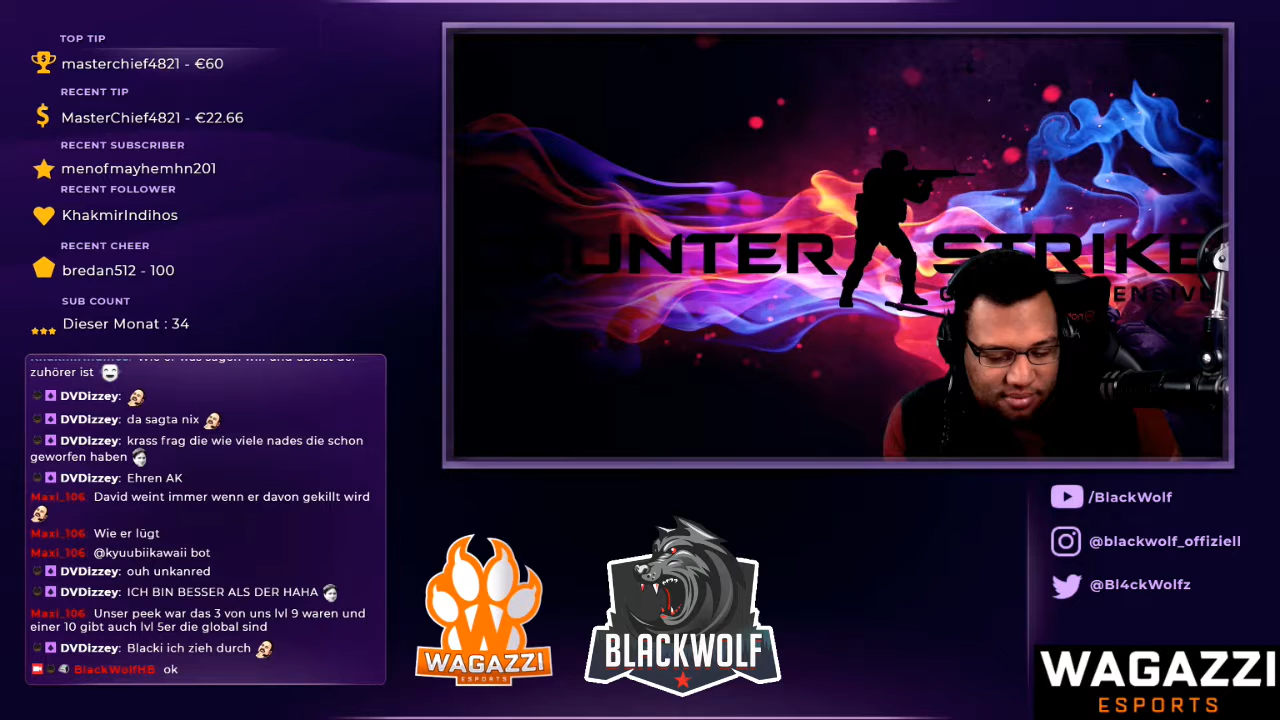 TOP TIP
masterchief4821 - €60
RECENT TIP
MasterChief4821 - €22.66
RECENT SUBSCRIBER
menofmayhemhn201
RECENT FOLLOWER
KhakmirIndihos
RECENT CHEER
bredan512 - 100
SUB COUNT
Dieser Monat : 34
zuhörer ist
DVDizzey:
DVDizzey: da sagta nix
DVDizzey: krass frag die wie viele nades die schon
geworfen haben
DVDizzey: Ehren AK
Maxi_106 David weint immer wenn er davon gekillt wird
Maxi_106 Wie er lügt
Maxi_106 @kyuubiikawaii bot
DVDizzey: ouh unkanred
DVDizzey: ICH BIN BESSER ALS DER HAHA
Maxi_106 Unser peek war das 3 von uns lvl 9 waren und
einer 10 gibt auch lvl 5er die global sind
DVDizzey: Blacki ich zieh durch
BlackWolfHB ok
UNTER STRIKE
WAGAZZI
ESPORTS
BLACKWOLF
/BlackWolf
@blackwolf_offiziell
@Bl4ckWolfz
WAGAZZI
ESPORTS